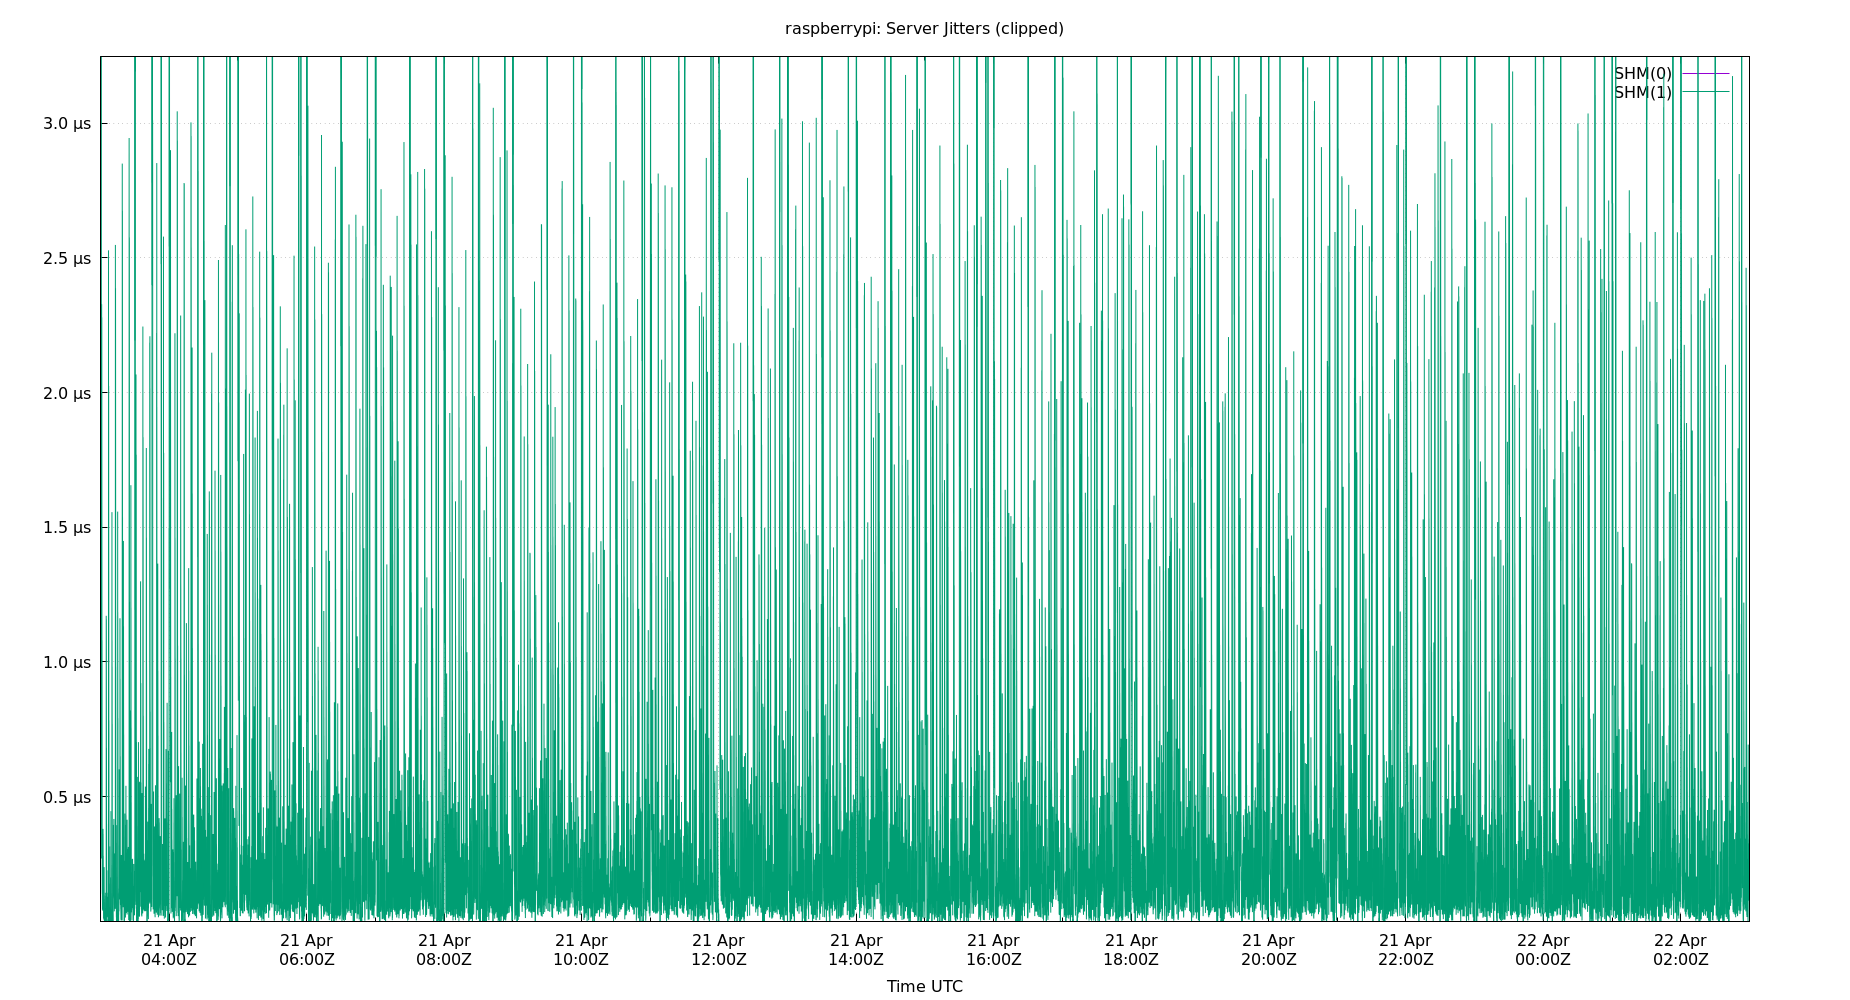 raspberrypi: Server Jitters (clipped)
SHM(0)
SHM(1)
3.0 µs
2.5 µs
2.0 µs
1.5 µs
1.0 µs
0.5 µs
21 Apr 21 Apr 21 Apr 21 Apr 21 Apr 21 Apr 21 Apr 21 Apr 21 Apr 21 Apr 22 Apr 22 Apr
04:00Z 06:00Z 08:00Z 10:00Z 12:00Z 14:00Z 16:00Z 18:00Z 20:00Z 22:00Z 00:00Z 02:00Z
Time UTC